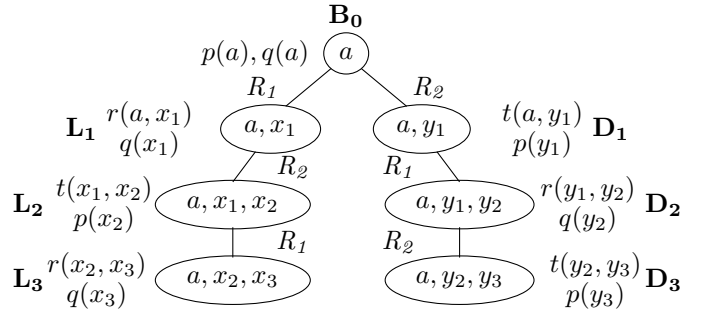 B₀
p(a), q(a) a
R₁ R₂
L₁ r(a, x₁) q(x₁) a, x₁ a, y₁ t(a, y₁) p(y₁) D₁
R₂ R₁
L₂ t(x₁, x₂) p(x₂) a, x₁, x₂ a, y₁, y₂ r(y₁, y₂) q(y₂) D₂
R₁ R₂
L₃ r(x₂, x₃) q(x₃) a, x₂, x₃ a, y₂, y₃ t(y₂, y₃) p(y₃) D₃